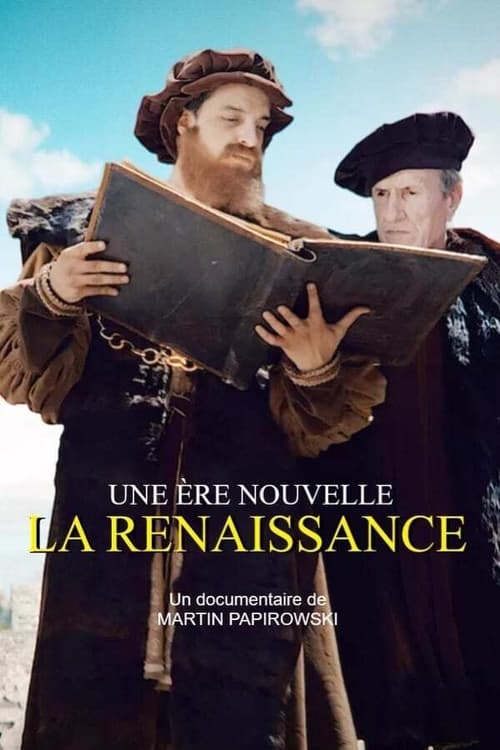 UNE ÈRE NOUVELLE
LA RENAISSANCE
Un documentaire de
MARTIN PAPIROWSKI